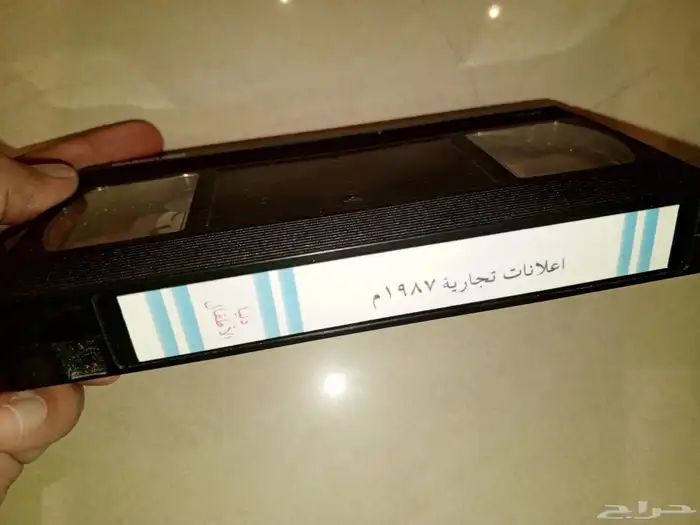 اعلانات تجارية ١٩٨٧م
دنيا
الأطفال
حراج